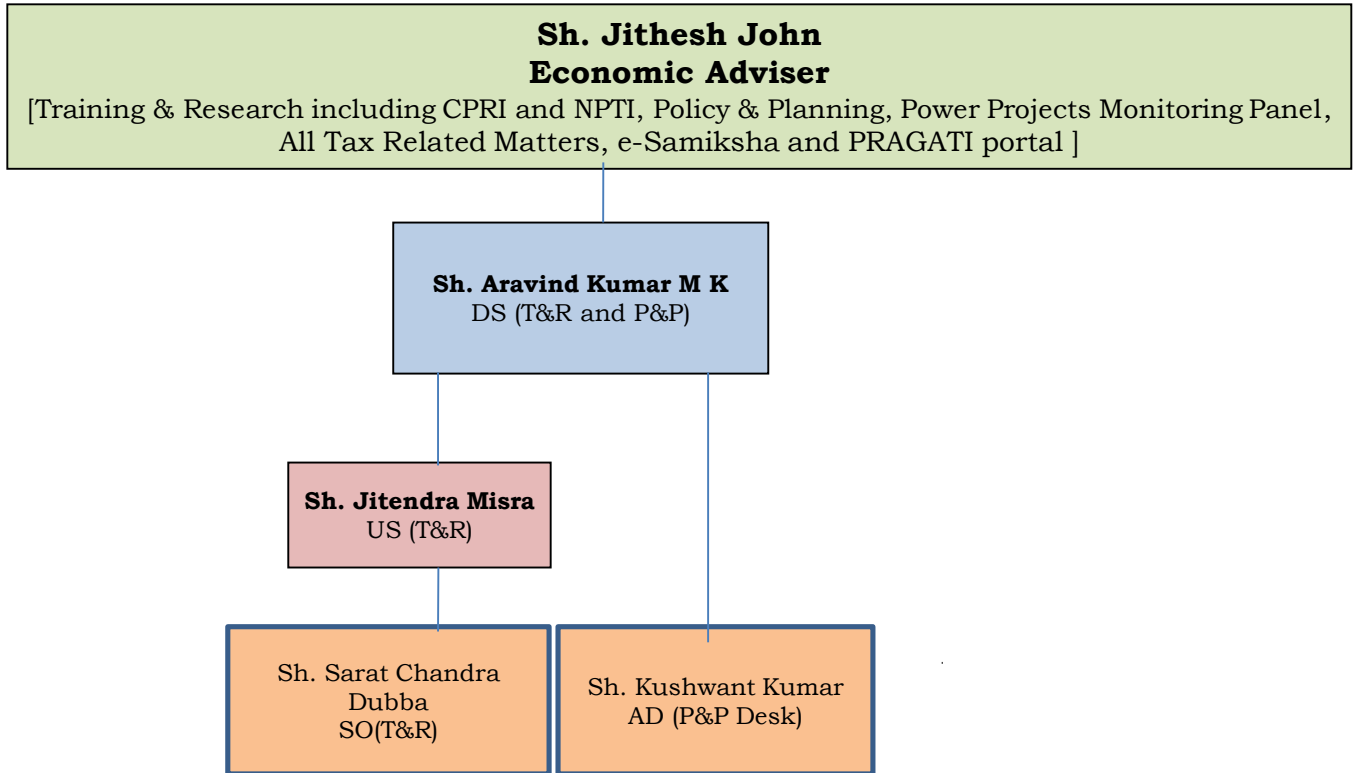 Sh. Jithesh John
Economic Adviser
[Training & Research including CPRI and NPTI, Policy & Planning, Power Projects Monitoring Panel,
All Tax Related Matters, e-Samiksha and PRAGATI portal ]
Sh. Aravind Kumar M K
DS (T&R and P&P)
Sh. Jitendra Misra
US (T&R)
Sh. Sarat Chandra
Dubba
SO(T&R)
Sh. Kushwant Kumar
AD (P&P Desk)